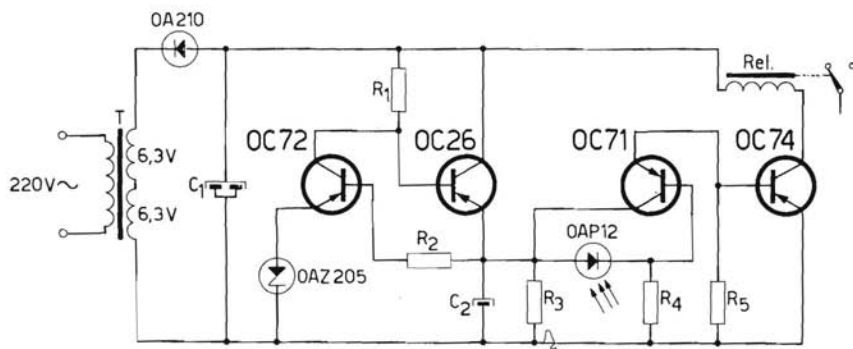 OA210
Rel.
R1
T
OC72
OC26
OC71
OC74
6,3V
220V~
C1
6,3V
R2
OAP12
OAZ205
C2
R3
R4
R5